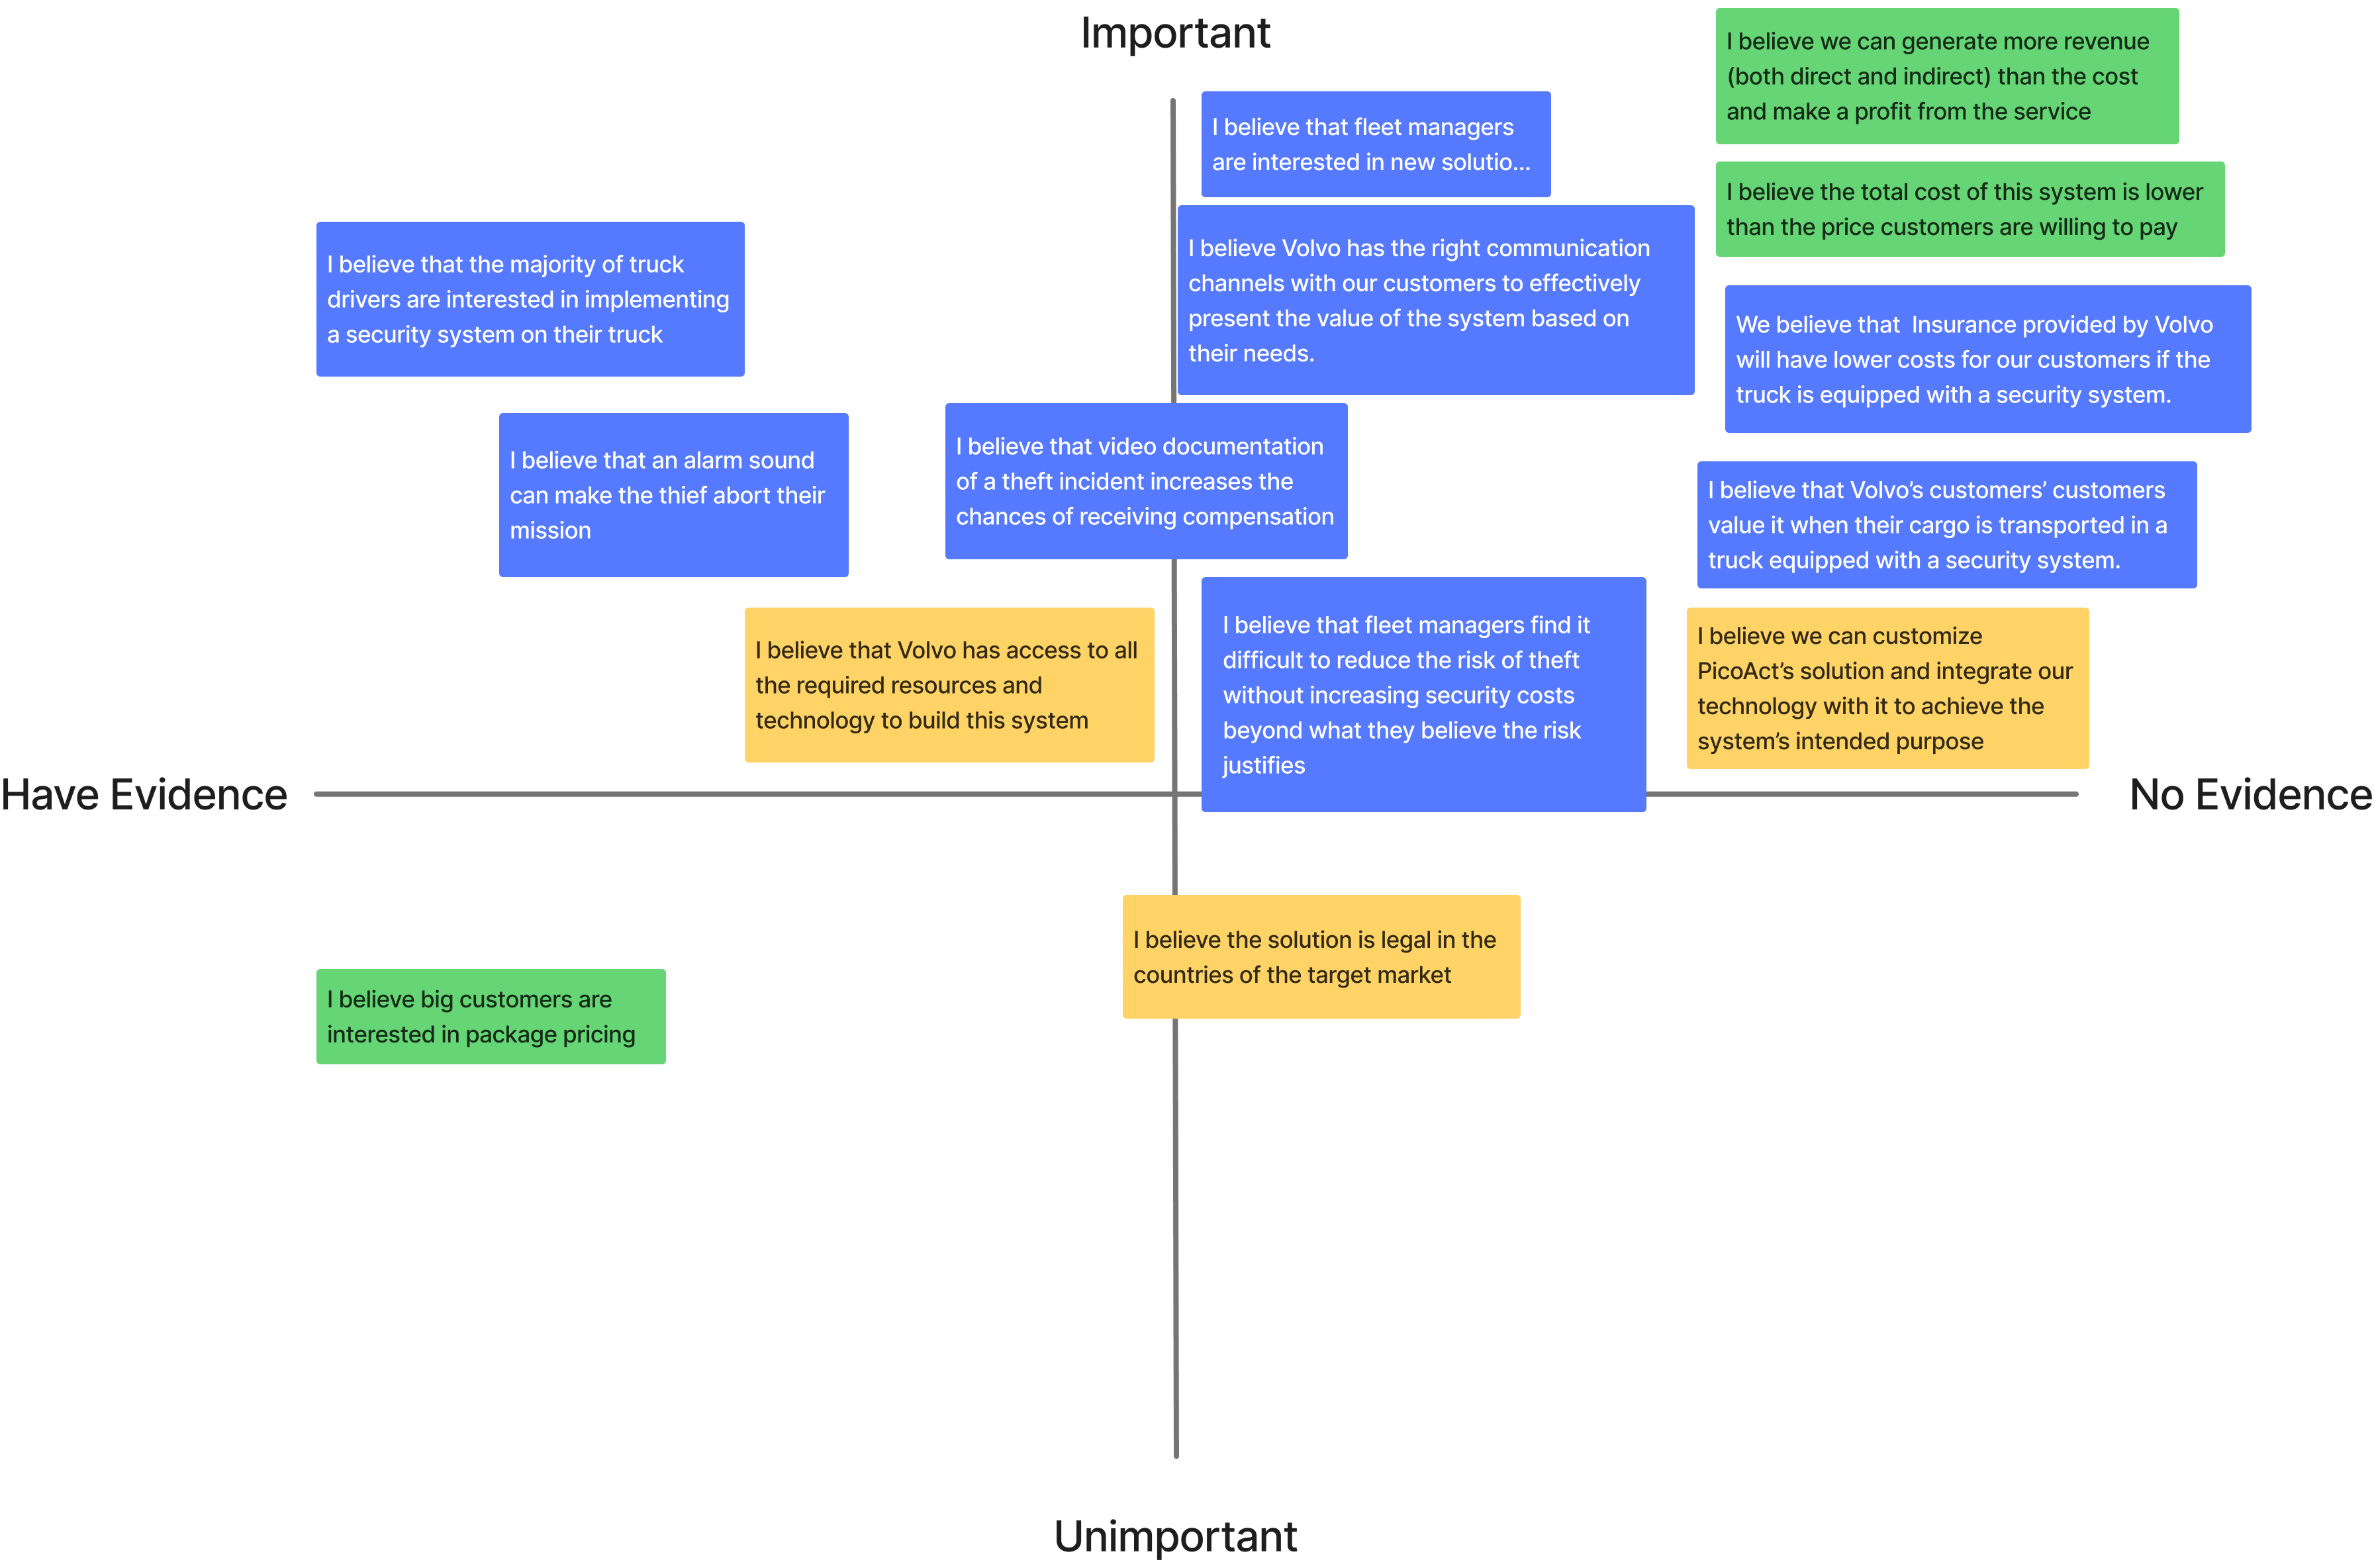 Important
I believe we can generate more revenue
(both direct and indirect) than the cost
and make a profit from the service
I believe that fleet managers
are interested in new solutio...
I believe the total cost of this system is lower
than the price customers are willing to pay
I believe that the majority of truck
drivers are interested in implementing
a security system on their truck
I believe Volvo has the right communication
channels with our customers to effectively
present the value of the system based on
their needs.
We believe that  Insurance provided by Volvo
will have lower costs for our customers if the
truck is equipped with a security system.
I believe that an alarm sound
can make the thief abort their
mission
I believe that video documentation
of a theft incident increases the
chances of receiving compensation
I believe that Volvo’s customers’ customers
value it when their cargo is transported in a
truck equipped with a security system.
I believe that Volvo has access to all
the required resources and
technology to build this system
I believe that fleet managers find it
difficult to reduce the risk of theft
without increasing security costs
beyond what they believe the risk
justifies
I believe we can customize
PicoAct’s solution and integrate our
technology with it to achieve the
system’s intended purpose
Have Evidence
No Evidence
I believe the solution is legal in the
countries of the target market
I believe big customers are
interested in package pricing
Unimportant